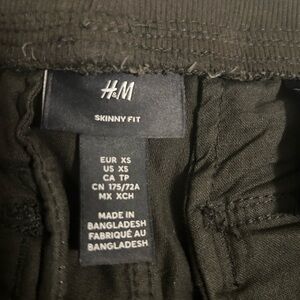 H&M
SKINNY FIT
EUR XS
US XS
CA TP
CN 175/72A
MX XCH
MADE IN
BANGLADESH
FABRIQUÉ AU
BANGLADESH